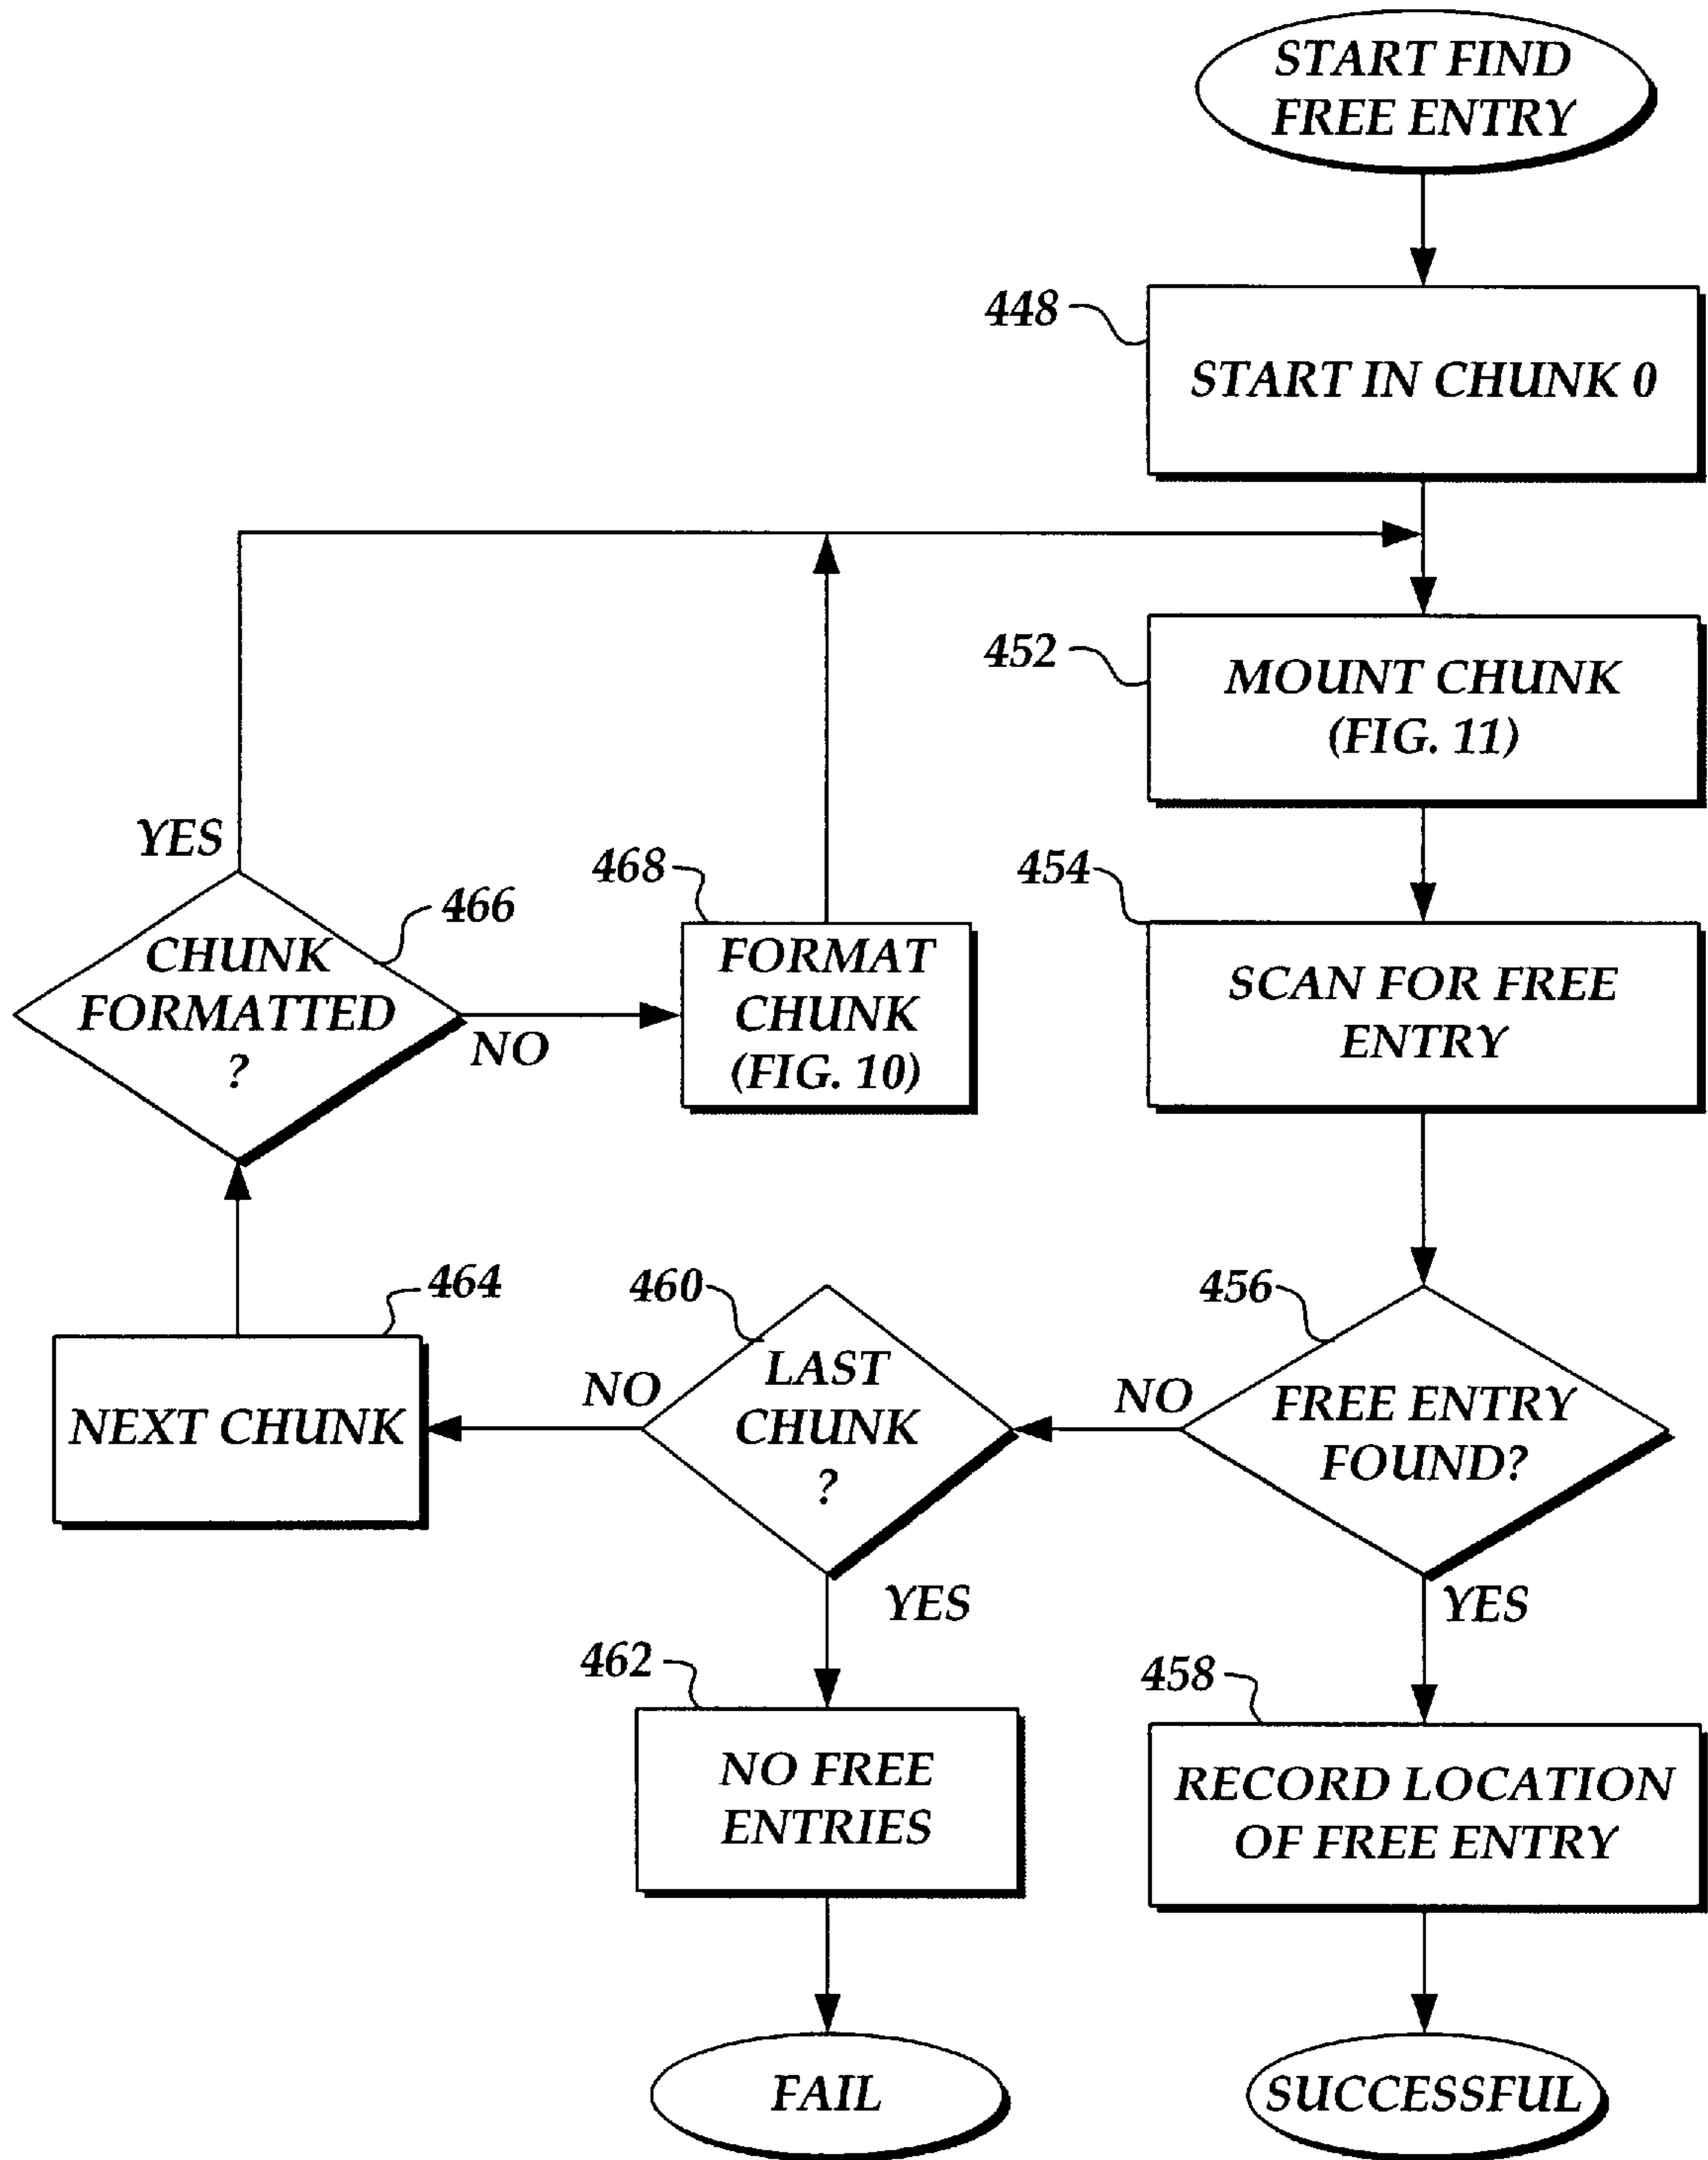 START FIND
FREE ENTRY
448
START IN CHUNK 0
452
MOUNT CHUNK
(FIG. 11)
YES
466
CHUNK
FORMATTED
?
NO
468
FORMAT
CHUNK
(FIG. 10)
454
SCAN FOR FREE
ENTRY
464
NEXT CHUNK
NO
460
LAST
CHUNK
?
NO
456
FREE ENTRY
FOUND?
YES
YES
462
NO FREE
ENTRIES
458
RECORD LOCATION
OF FREE ENTRY
FAIL
SUCCESSFUL